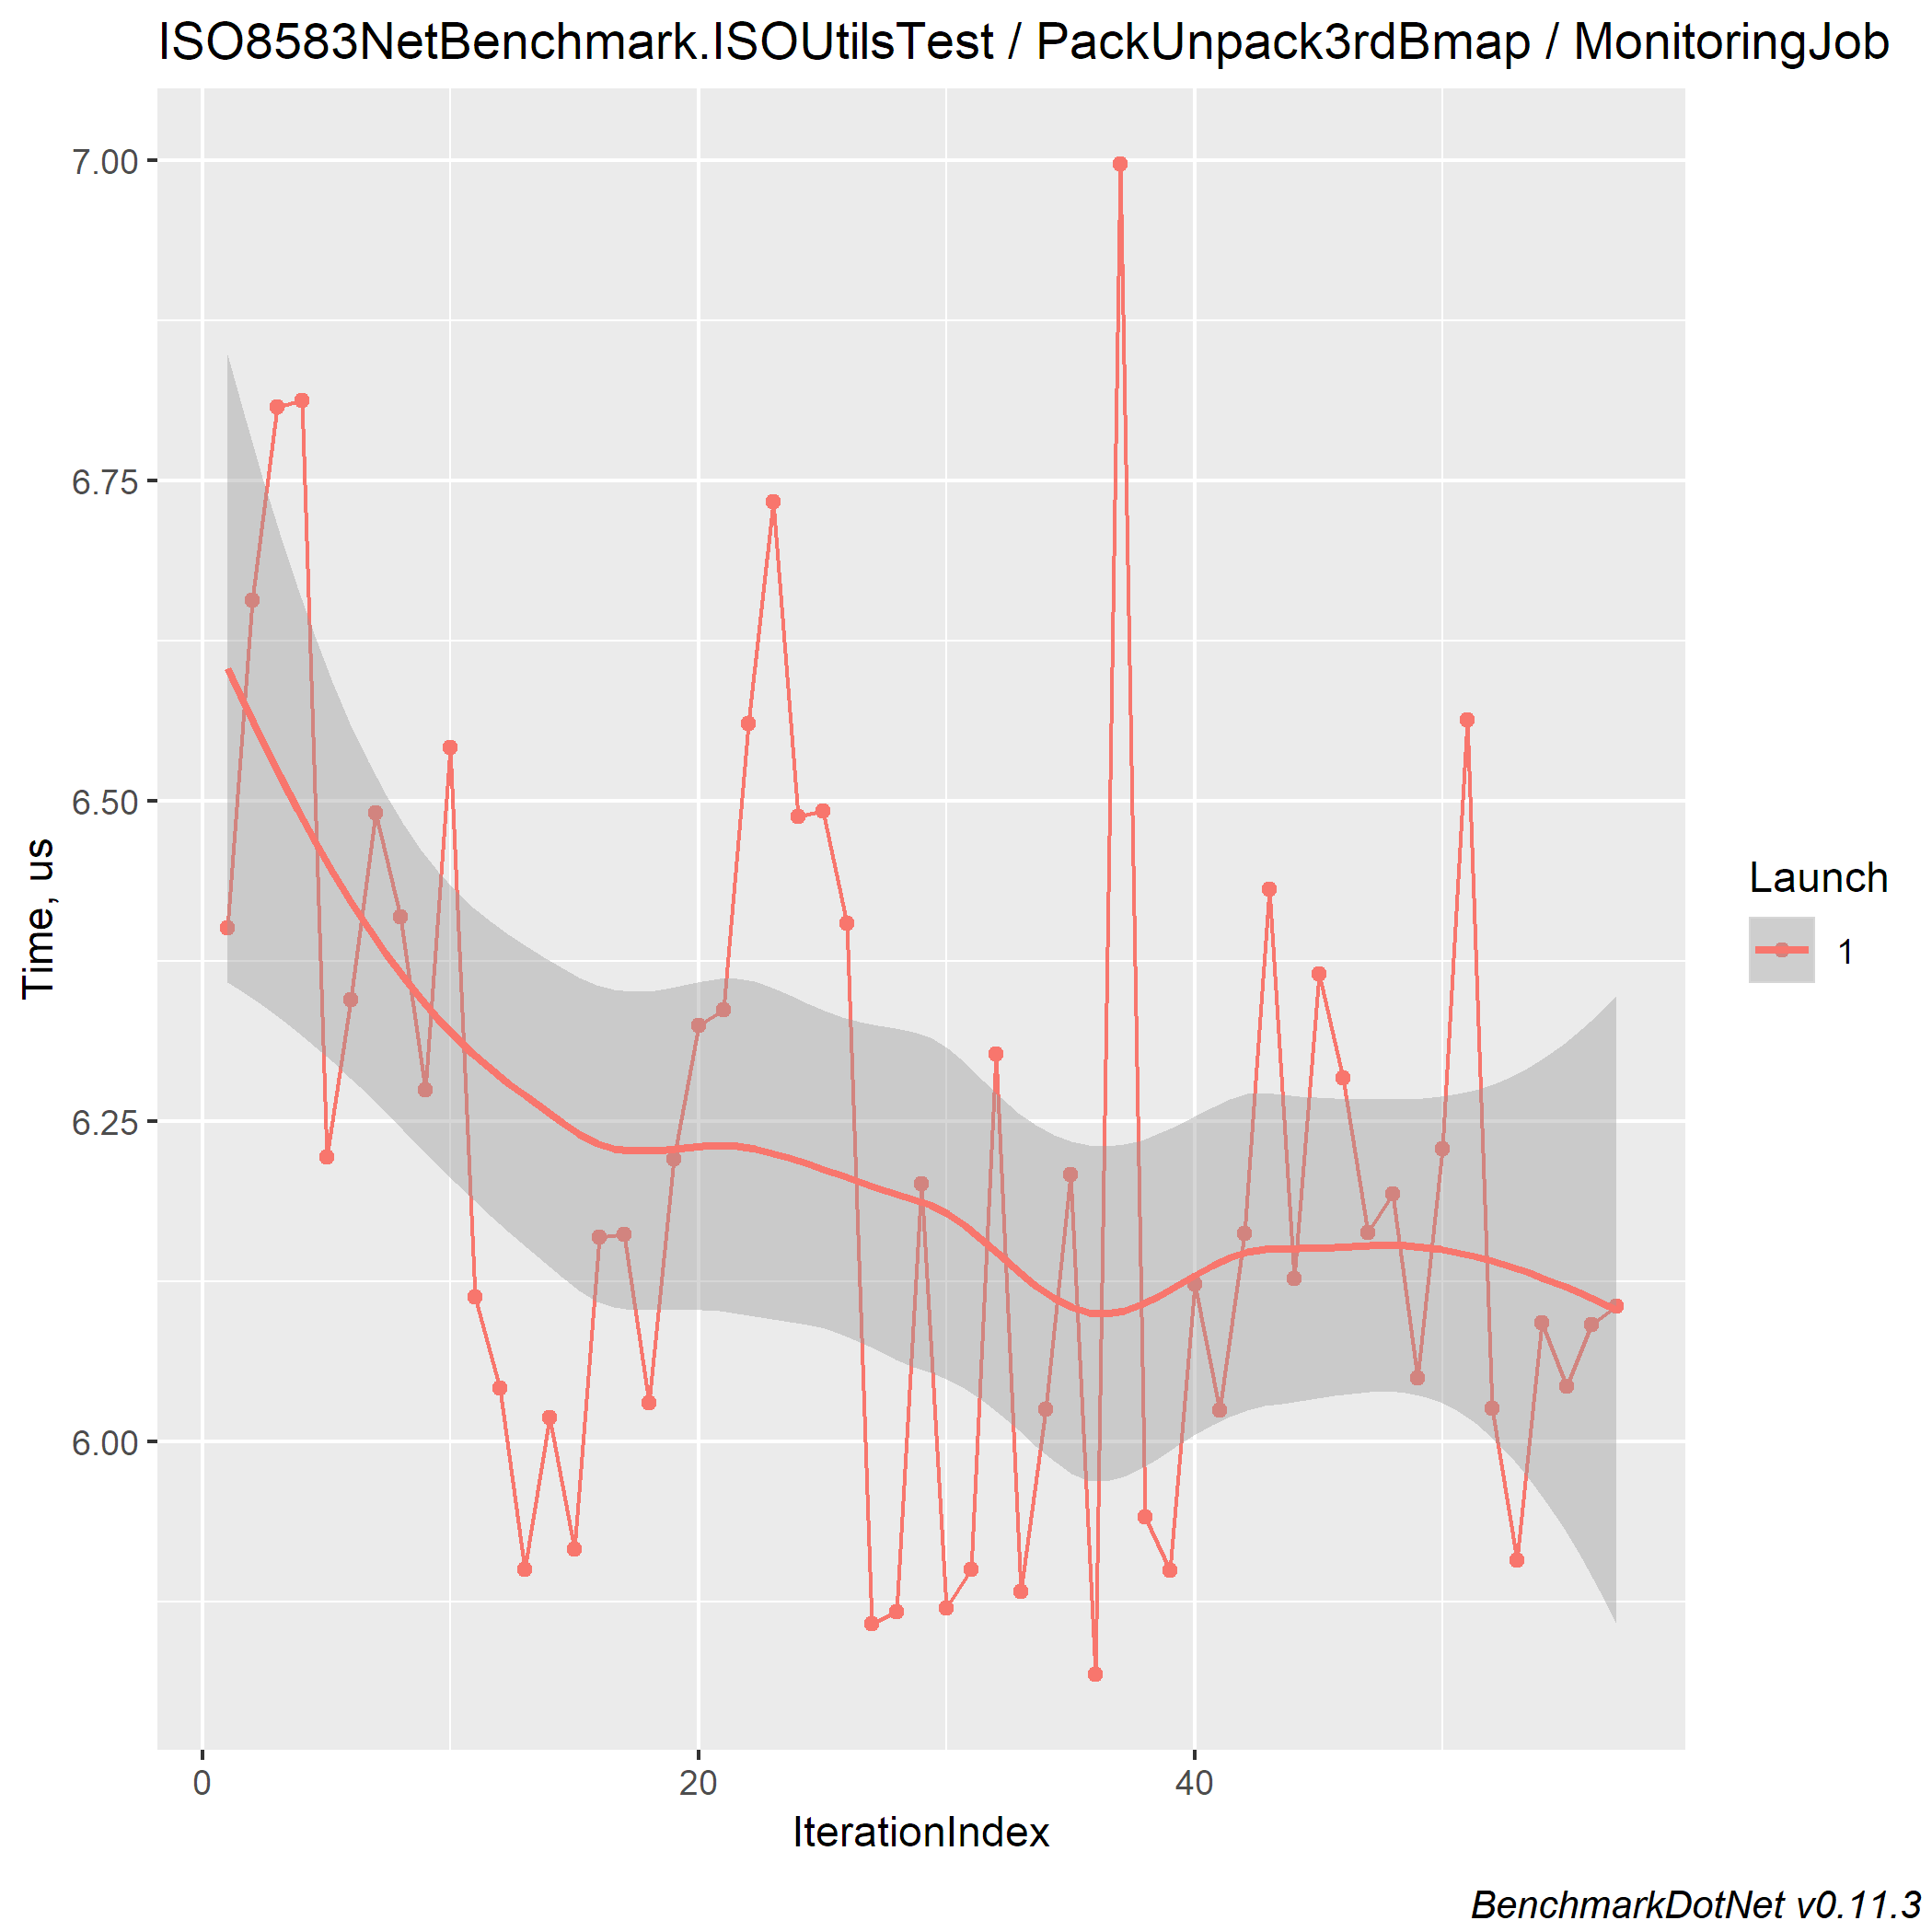 ISO8583NetBenchmark.ISOUtilsTest / PackUnpack3rdBmap / MonitoringJob
7.00
6.75
6.50
6.25
6.00
Time, us
0 20 40
IterationIndex
Launch
1
BenchmarkDotNet v0.11.3